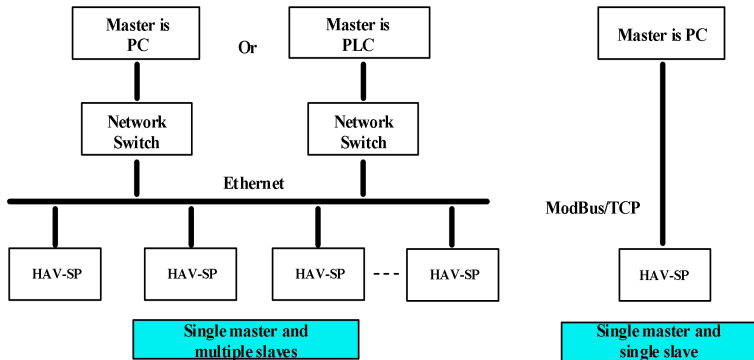 Master is
PC
Or
Master is
PLC
Master is PC
Network
Switch
Network
Switch
Ethernet
ModBus/TCP
HAV-SP
HAV-SP
HAV-SP
HAV-SP
HAV-SP
Single master and
multiple slaves
Single master and
single slave